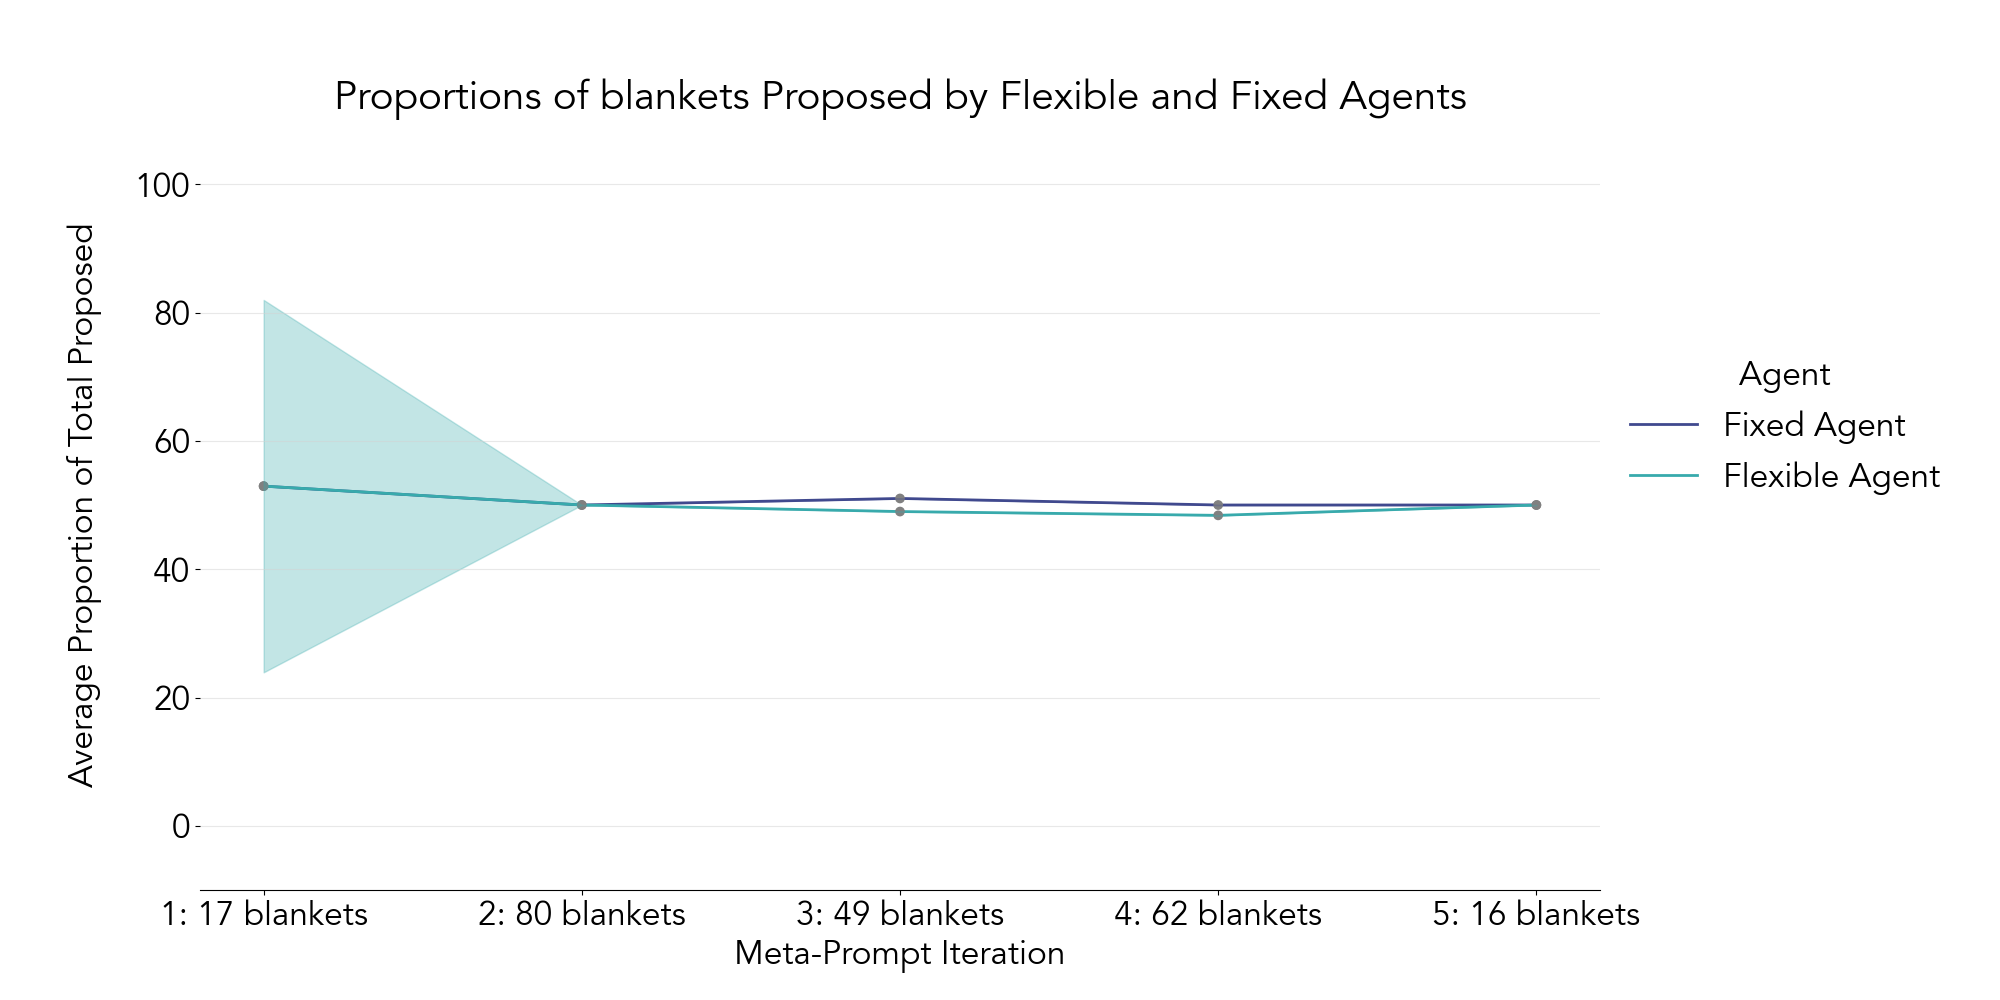 Proportions of blankets Proposed by Flexible and Fixed Agents
Average Proportion of Total Proposed
100
80
60
40
20
0
1: 17 blankets
2: 80 blankets
3: 49 blankets
4: 62 blankets
5: 16 blankets
Meta-Prompt Iteration
Agent
Fixed Agent
Flexible Agent